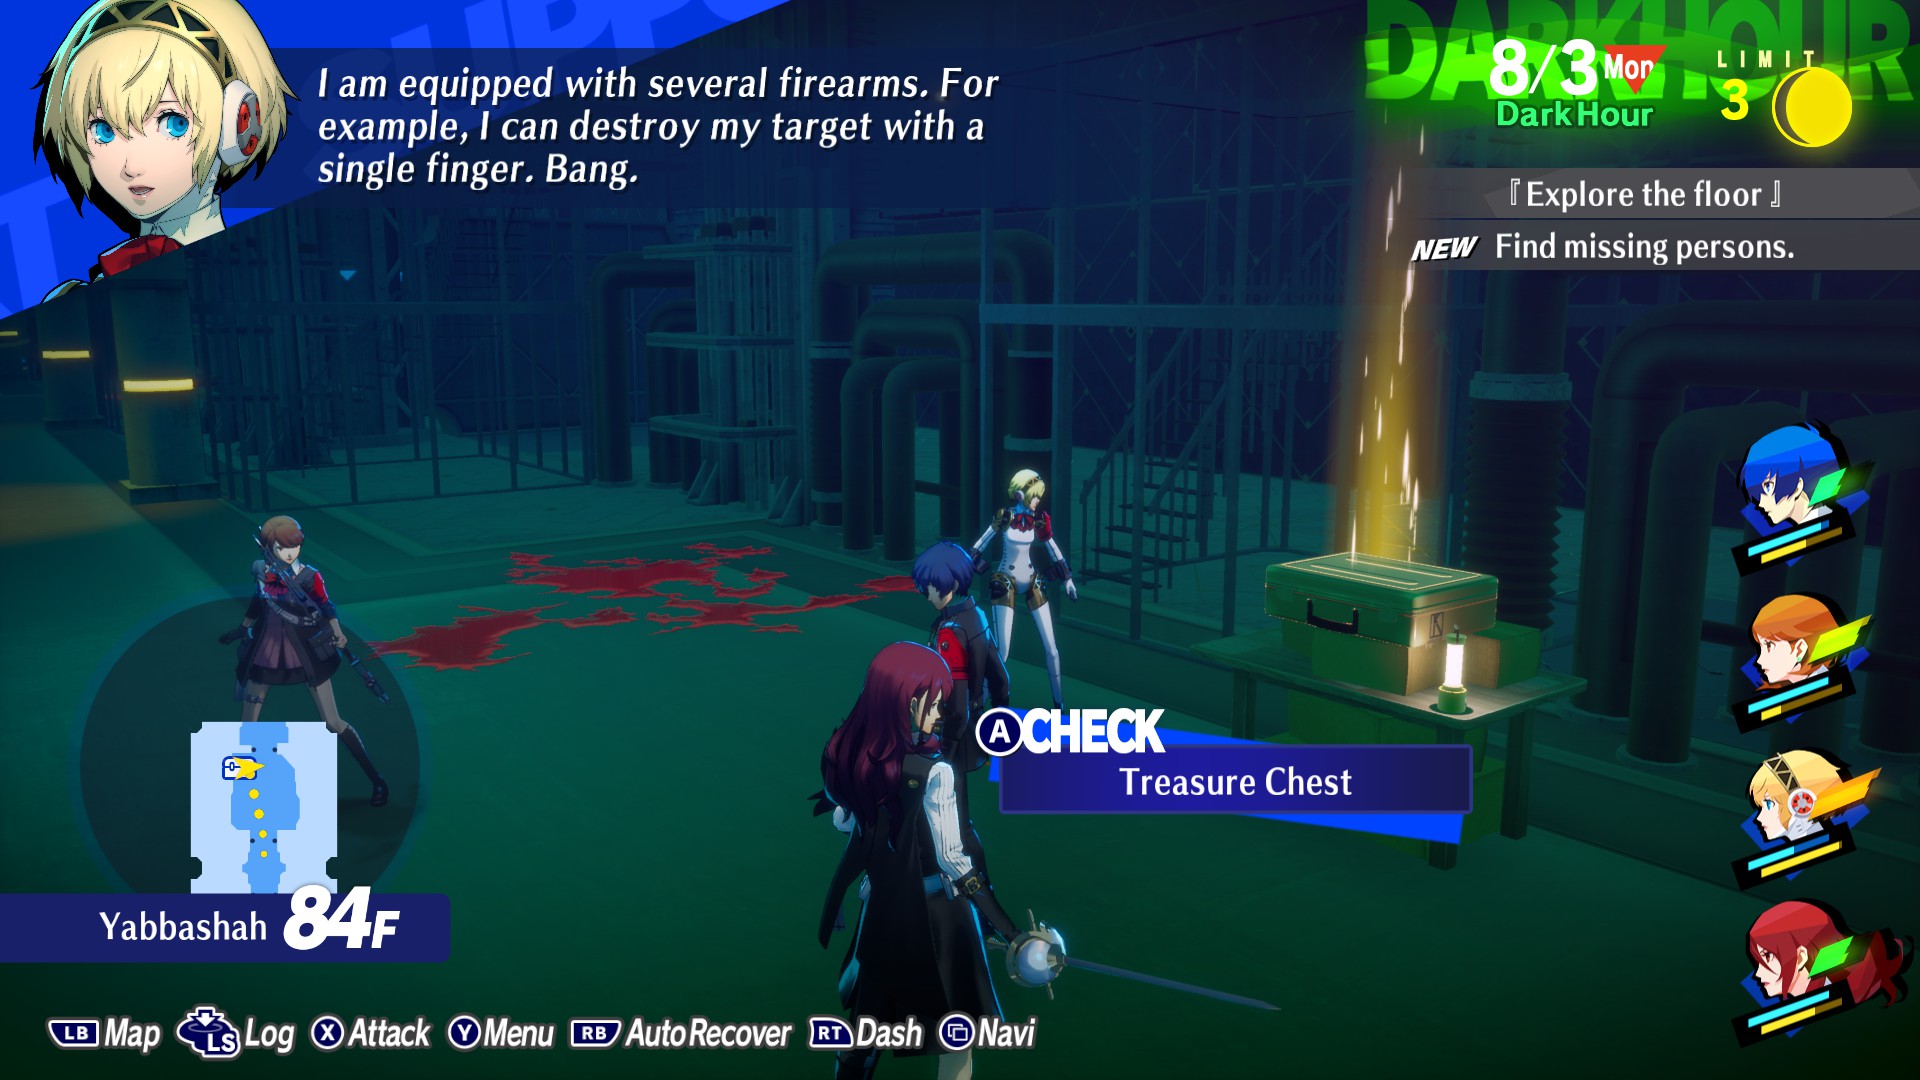 I am equipped with several firearms. For
example, I can destroy my target with a
single finger. Bang.
DARK HOUR
8/3 Mon
Dark Hour
LIMIT
3
『Explore the floor』
NEW Find missing persons.
A CHECK
Treasure Chest
Yabbashah 84F
LB Map LS Log X Attack Y Menu RB Auto Recover RT Dash Navi